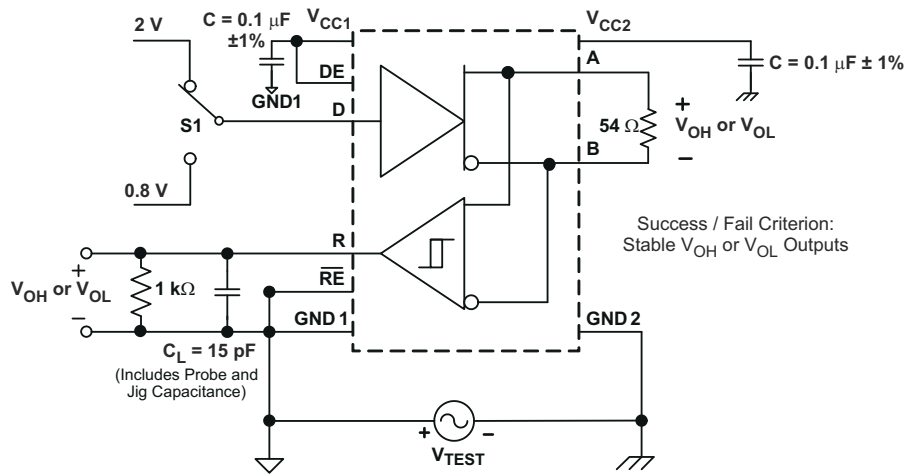 C = 0.1 μF
±1%
V_CC1
V_CC2
2 V
DE
A
C = 0.1 μF ± 1%
GND1
S1
D
54 Ω
+
V_OH or V_OL
−
B
0.8 V
Success / Fail Criterion:
Stable V_OH or V_OL Outputs
R
+
V_OH or V_OL
−
1 kΩ
R̅E̅
GND 1
GND 2
C_L = 15 pF
(Includes Probe and
Jig Capacitance)
+ −
V_TEST